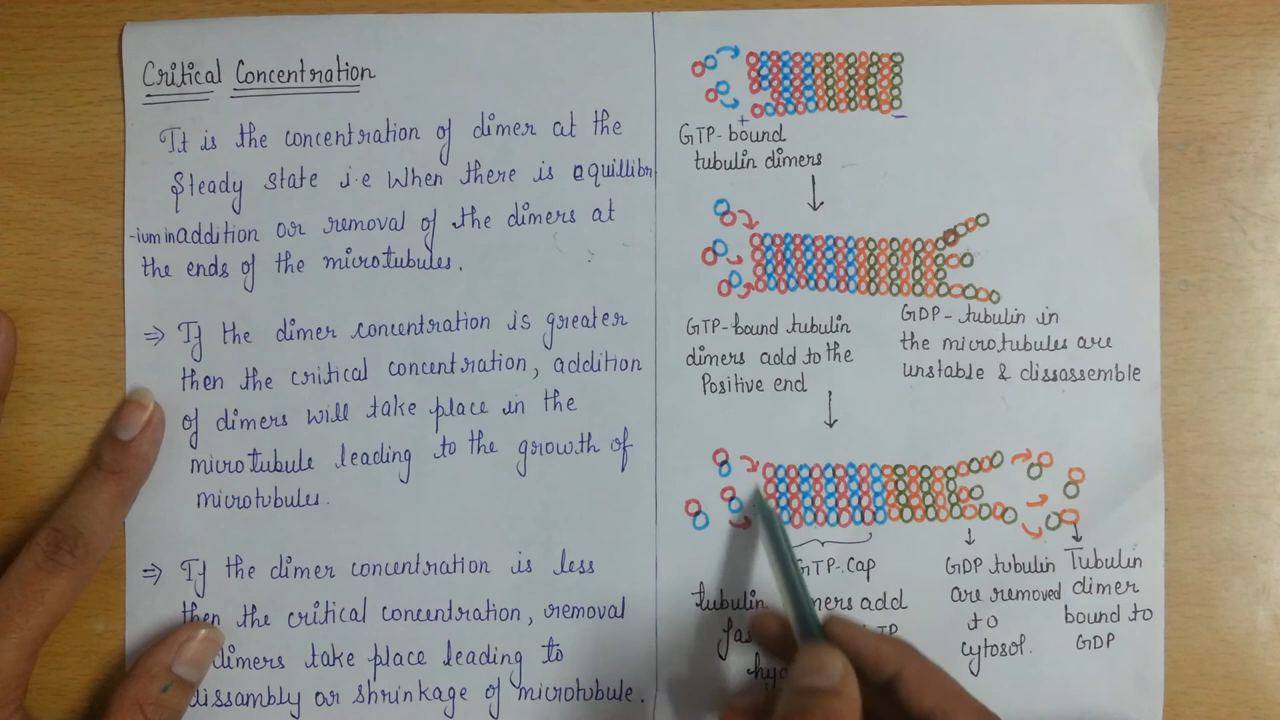 Critical Concentration
It is the concentration of dimer at the
steady state i.e When there is equillibr
-ium in addition or removal of the dimers at
the ends of the microtubules.
⇒ If the dimer concentration is greater
then the critical concentration, addition
of dimers will take place in the
microtubule leading to the growth of
microtubules.
⇒ If the dimer concentration is less
then the critical concentration, removal
dimers take place leading to
dissambly or shrinkage of microtubule.
+
−
GTP-bound
tubulin dimers
GTP-bound tubulin
dimers add to the
Positive end
GDP-tubulin in
the microtubules are
unstable & dissassemble
GTP-Cap
tubulin add
GDP tubulin
are removed
to
cytosol.
Tubulin
dimer
bound to
GDP